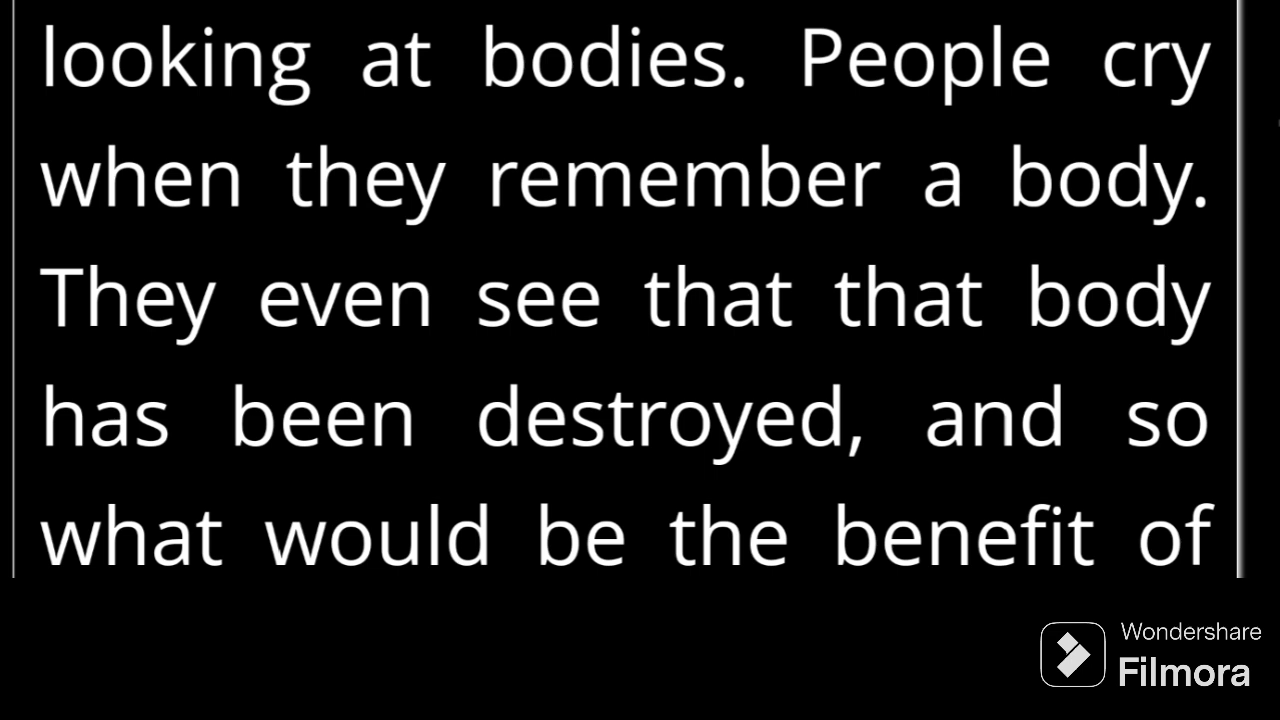 looking at bodies. People cry
when they remember a body.
They even see that that body
has been destroyed, and so
what would be the benefit of
Wondershare
Filmora